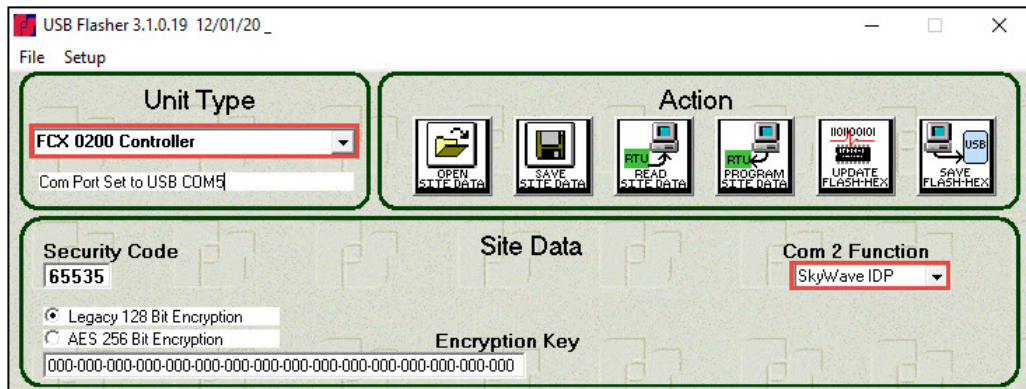 USB Flasher 3.1.0.19 12/01/20 _
File Setup
Unit Type
FCX 0200 Controller
Com Port Set to USB COM5
Action
OPEN
SITE DATA
SAVE
SITE DATA
RTU
READ
SITE DATA
RTU
PROGRAM
SITE DATA
110100101
UPDATE
FLASH-HEX
USB
SAVE
FLASH-HEX
Site Data
Security Code
65535
Com 2 Function
SkyWave IDP
Legacy 128 Bit Encryption
AES 256 Bit Encryption
Encryption Key
000-000-000-000-000-000-000-000-000-000-000-000-000-000-000-000